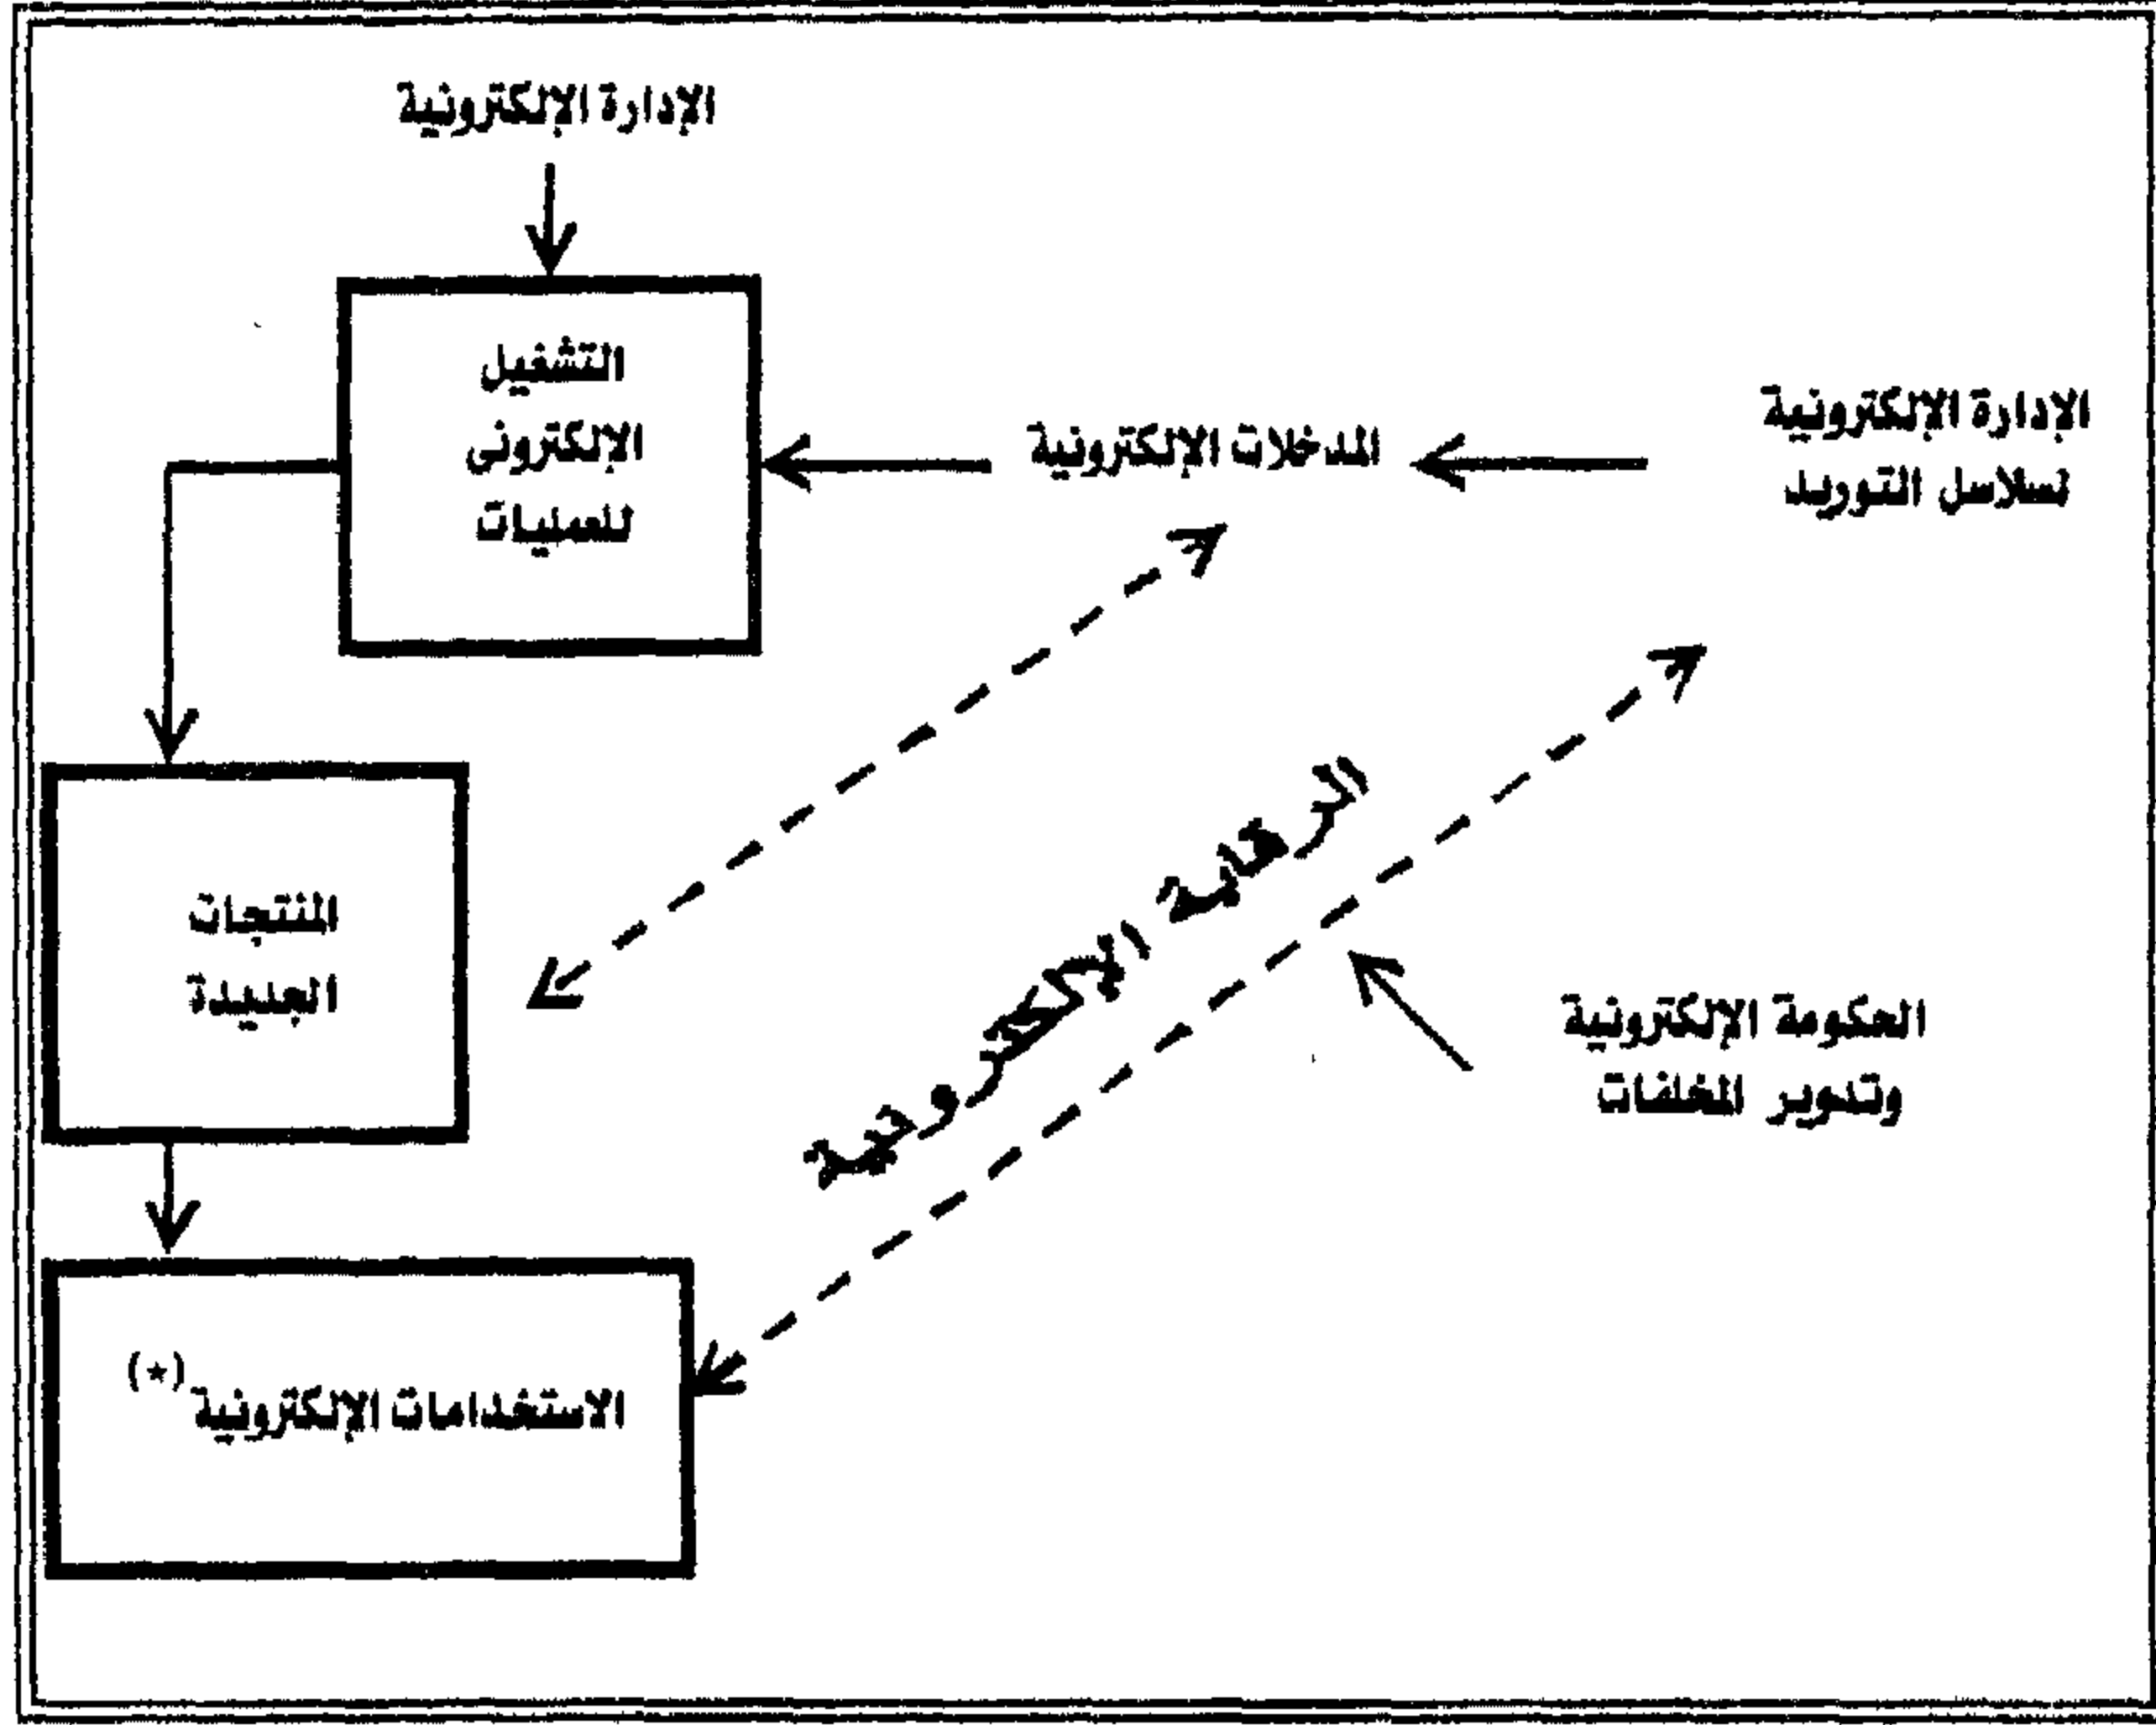 الإدارة الإلكترونية
التشغيل
الإلكترونى
للعمليات
المدخلات الإلكترونية
الإدارة الإلكترونية
لسلاسل التوريد
الرقابة الإلكترونية
المنتجات
الجديدة
الحكومة الإلكترونية
وتدوير المخلفات
الاستخدامات الإلكترونية (*)